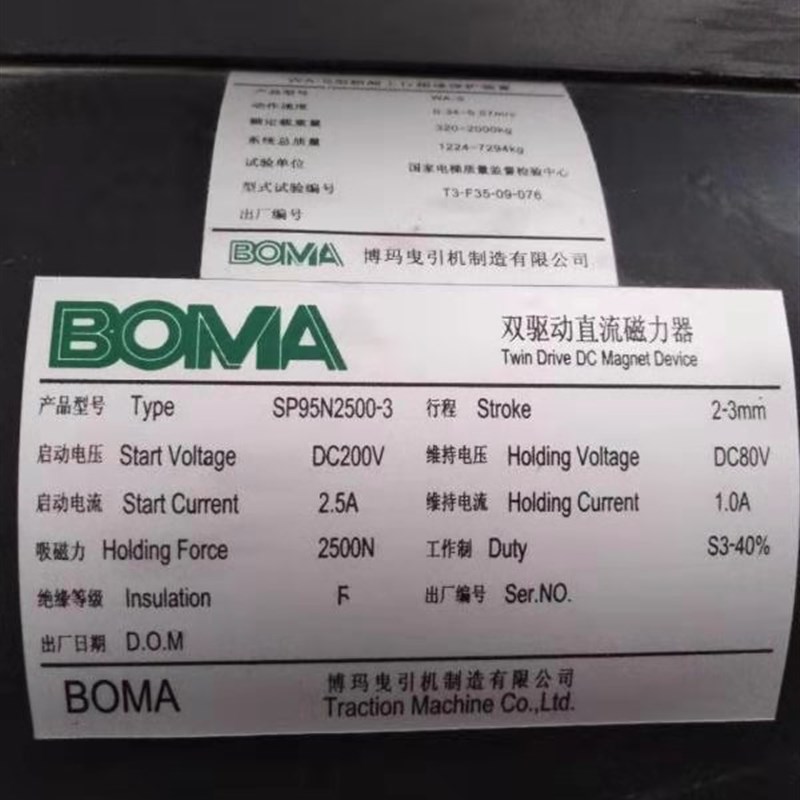 产品型号 WA-S
动作速度
额定载重量 320-2000kg
系统总质量 1224-7294kg
试验单位 国家电梯质量监督检验中心
型式试验编号 T3-F35-09-076
出厂编号
BOMA 博玛曳引机制造有限公司
BOMA 双驱动直流磁力器
Twin Drive DC Magnet Device
产品型号 Type SP95N2500-3 行程 Stroke 2-3mm
启动电压 Start Voltage DC200V 维持电压 Holding Voltage DC80V
启动电流 Start Current 2.5A 维持电流 Holding Current 1.0A
吸磁力 Holding Force 2500N 工作制 Duty S3-40%
绝缘等级 Insulation F 出厂编号 Ser.NO.
出厂日期 D.O.M
BOMA 博玛曳引机制造有限公司
Traction Machine Co.,Ltd.